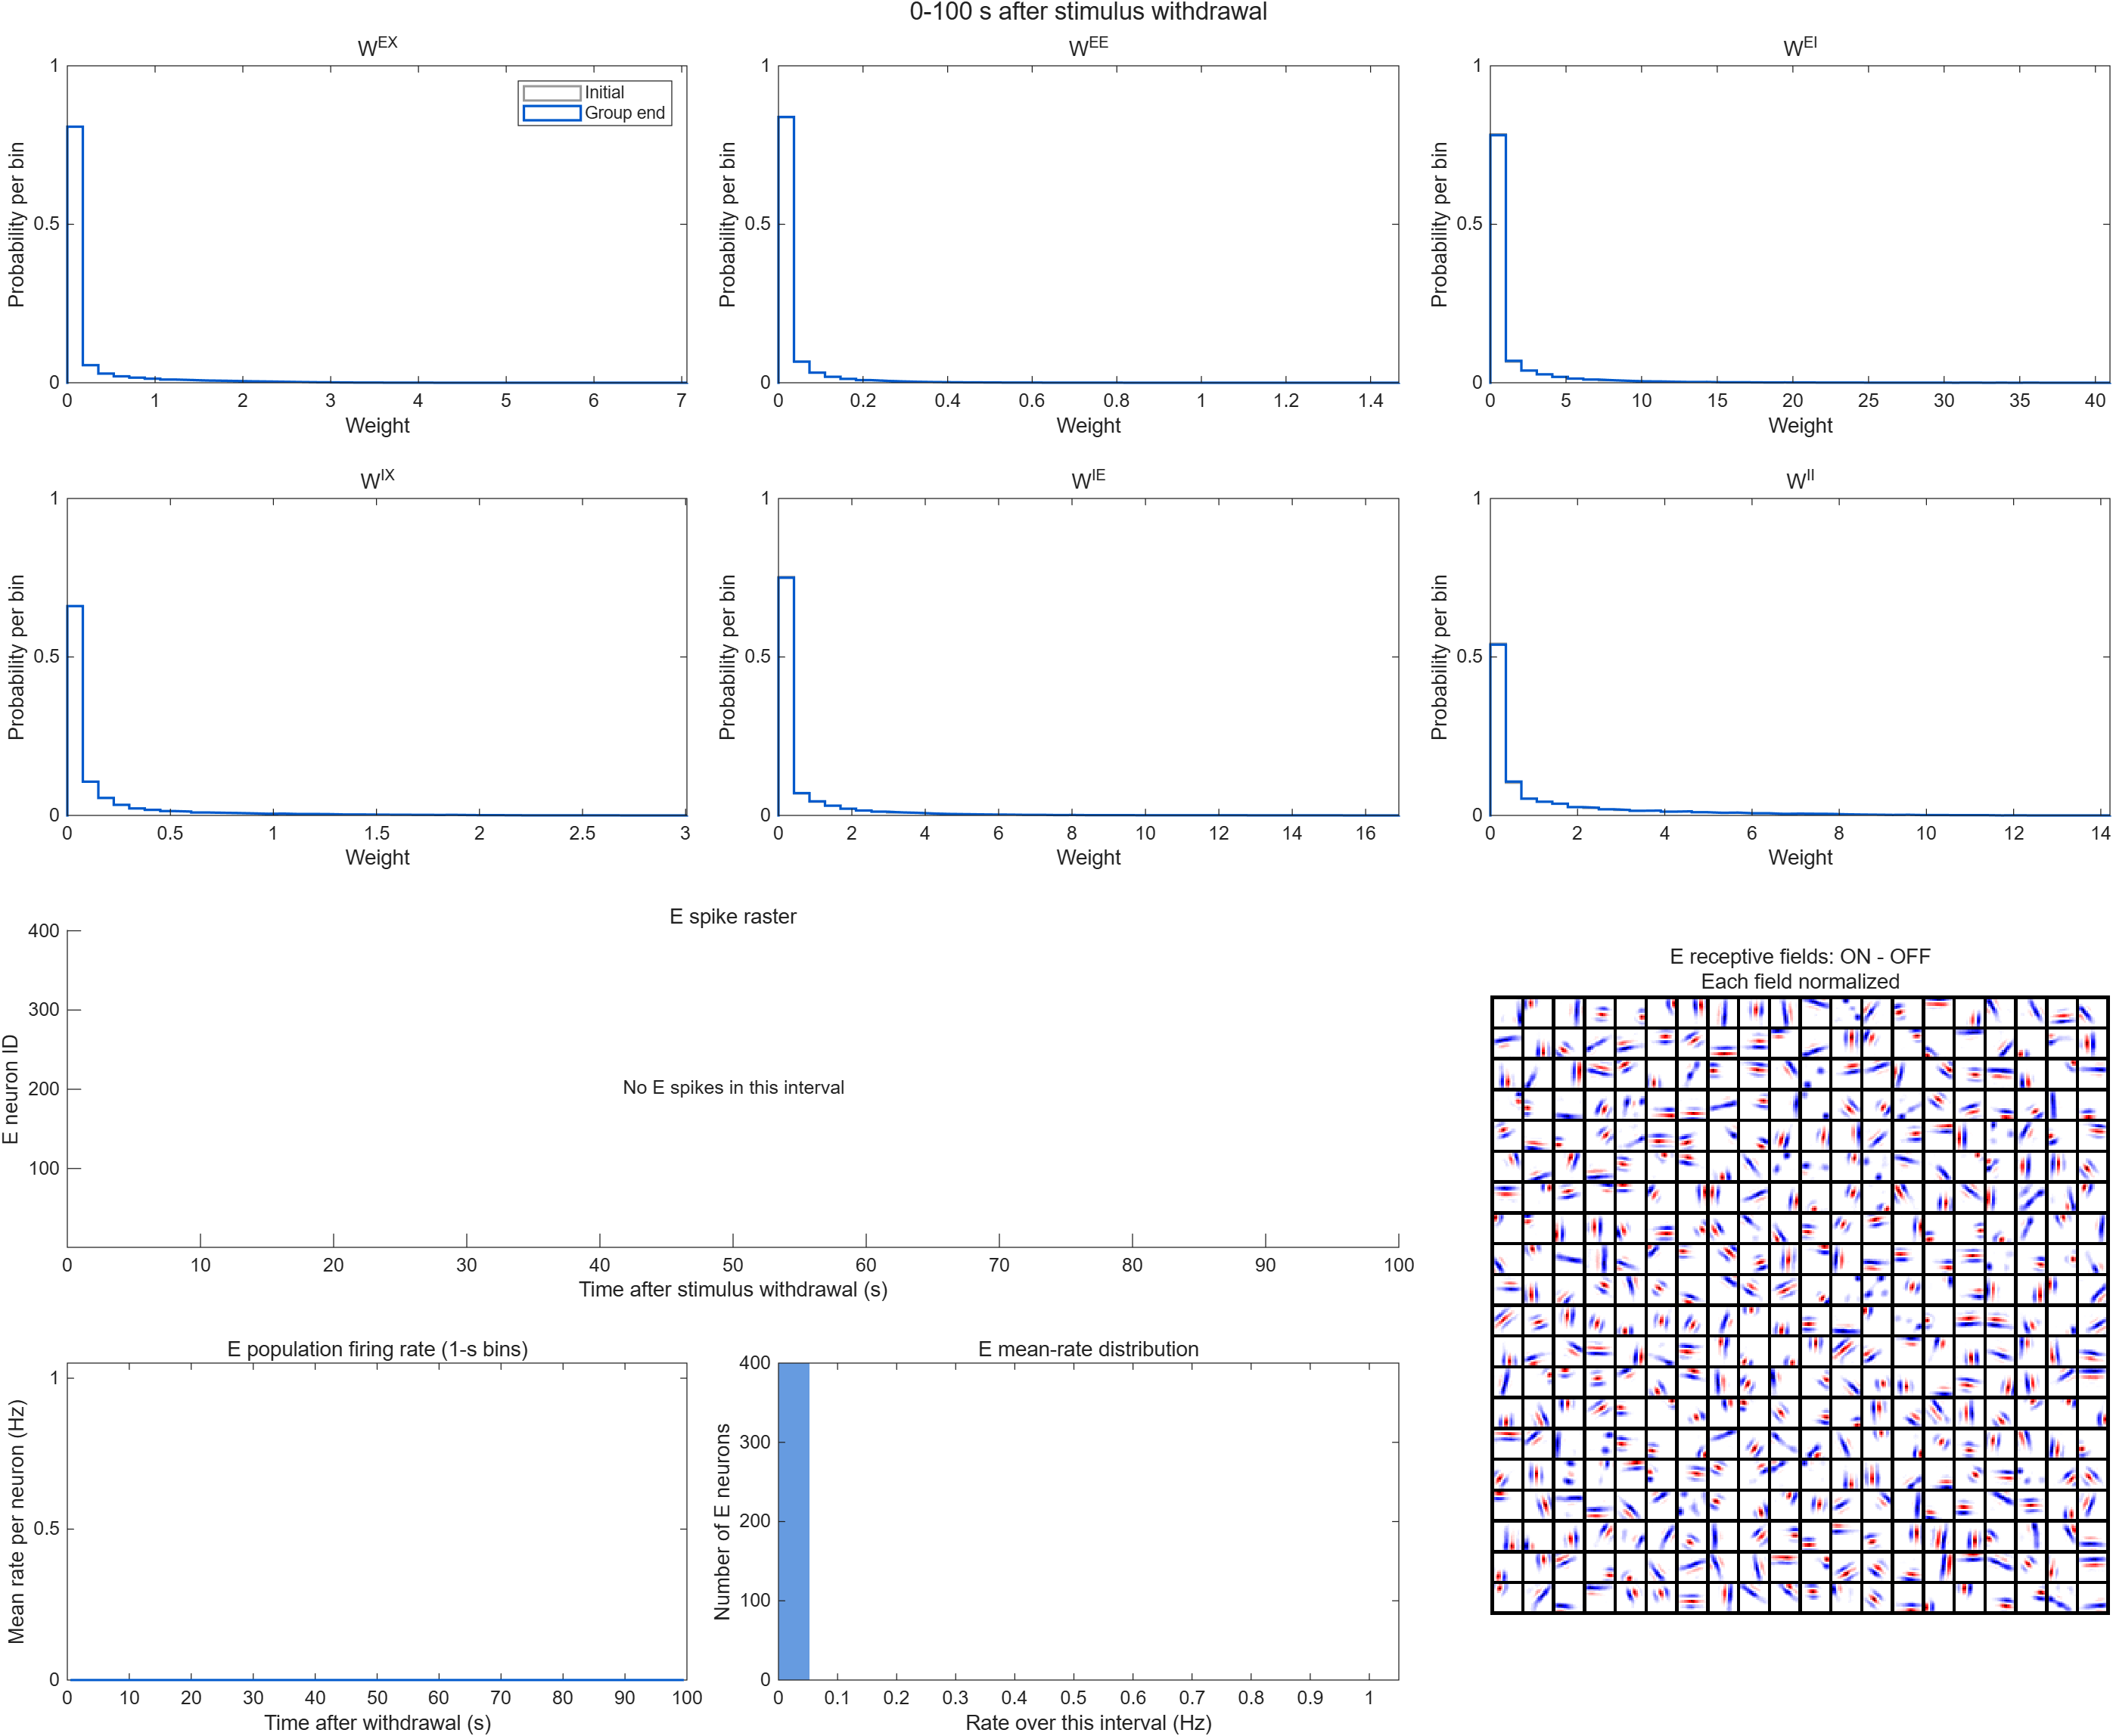 0-100 s after stimulus withdrawal
W^EX
Probability per bin
1
0.5
0
0 1 2 3 4 5 6 7
Weight
Initial
Group end
W^EE
Probability per bin
1
0.5
0
0 0.2 0.4 0.6 0.8 1 1.2 1.4
Weight
W^EI
Probability per bin
1
0.5
0
0 5 10 15 20 25 30 35 40
Weight
W^IX
Probability per bin
1
0.5
0
0 0.5 1 1.5 2 2.5 3
Weight
W^IE
Probability per bin
1
0.5
0
0 2 4 6 8 10 12 14 16
Weight
W^II
Probability per bin
1
0.5
0
0 2 4 6 8 10 12 14
Weight
E spike raster
E neuron ID
400
300
200
100
No E spikes in this interval
0 10 20 30 40 50 60 70 80 90 100
Time after stimulus withdrawal (s)
E receptive fields: ON - OFF
Each field normalized
E population firing rate (1-s bins)
Mean rate per neuron (Hz)
1
0.5
0
0 10 20 30 40 50 60 70 80 90 100
Time after withdrawal (s)
E mean-rate distribution
Number of E neurons
400
300
200
100
0
0 0.1 0.2 0.3 0.4 0.5 0.6 0.7 0.8 0.9 1
Rate over this interval (Hz)